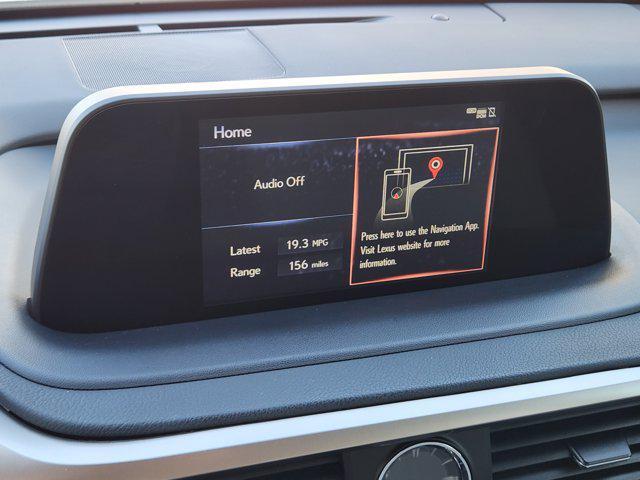 Home
Audio Off
Latest 19.3 MPG
Range 156 miles
Press here to use the Navigation App.
Visit Lexus website for more
information.